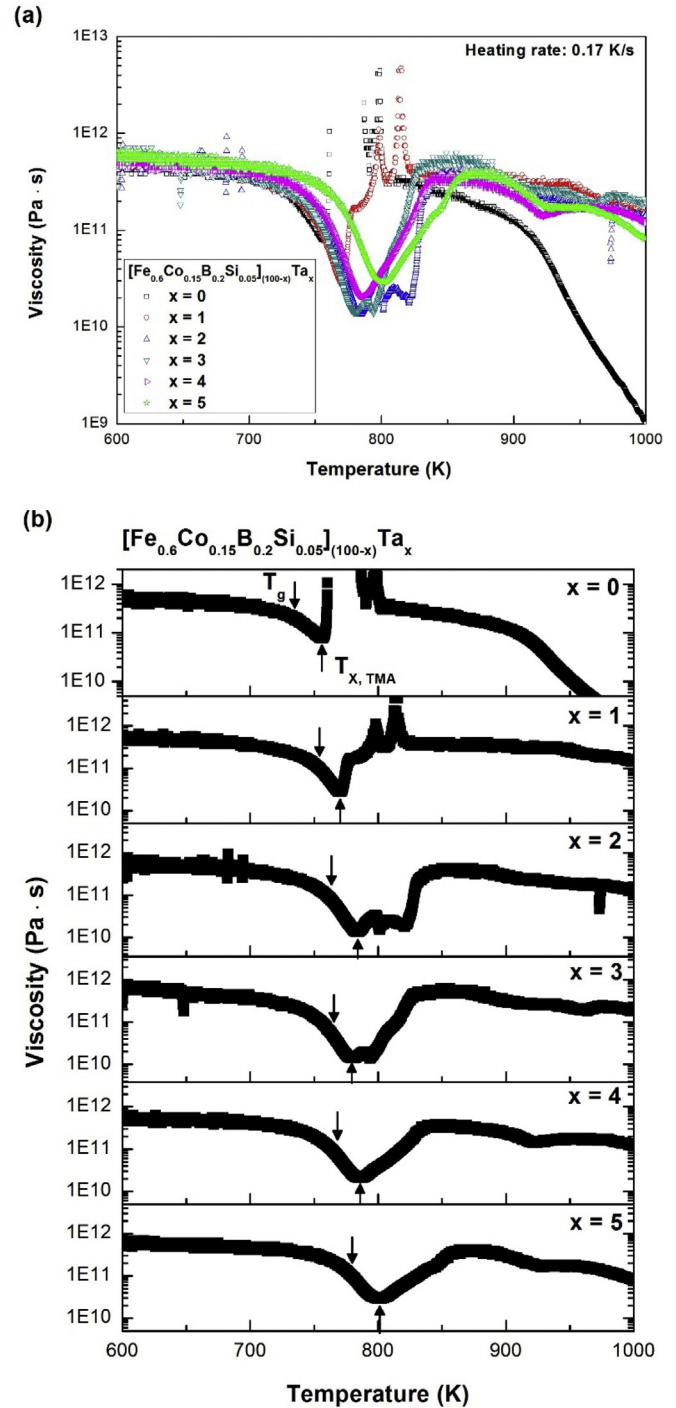 (a)
1E13
1E12
1E11
1E10
1E9
Viscosity (Pa · s)
Heating rate: 0.17 K/s
[Fe0.6Co0.15B0.2Si0.05](100-x)Tax
x = 0
x = 1
x = 2
x = 3
x = 4
x = 5
600 700 800 900 1000
Temperature (K)
(b)
[Fe0.6Co0.15B0.2Si0.05](100-x)Tax
1E12
1E11
1E10
Tg
TX, TMA
x = 0
1E12
1E11
1E10
x = 1
1E12
1E11
1E10
x = 2
Viscosity (Pa · s)
1E12
1E11
1E10
x = 3
1E12
1E11
1E10
x = 4
1E12
1E11
1E10
x = 5
600 700 800 900 1000
Temperature (K)